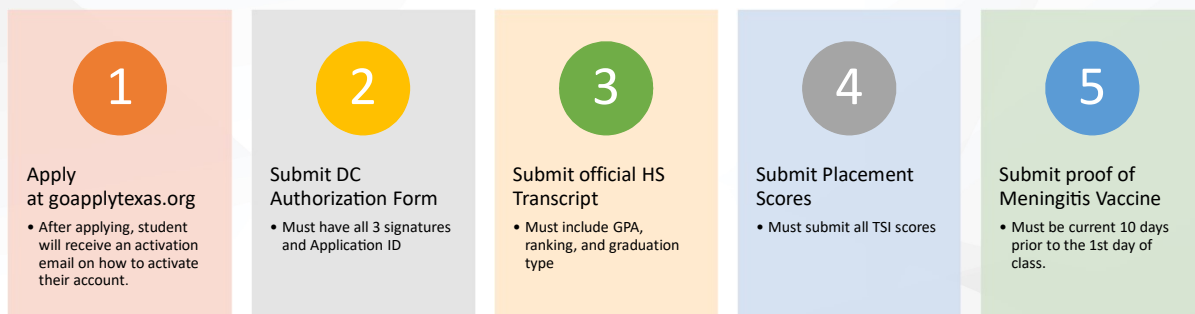 1
Apply
at goapplytexas.org
• After applying, student
will receive an activation
email on how to activate
their account.
2
Submit DC
Authorization Form
• Must have all 3 signatures
and Application ID
3
Submit official HS
Transcript
• Must include GPA,
ranking, and graduation
type
4
Submit Placement
Scores
• Must submit all TSI scores
5
Submit proof of
Meningitis Vaccine
• Must be current 10 days
prior to the 1st day of
class.